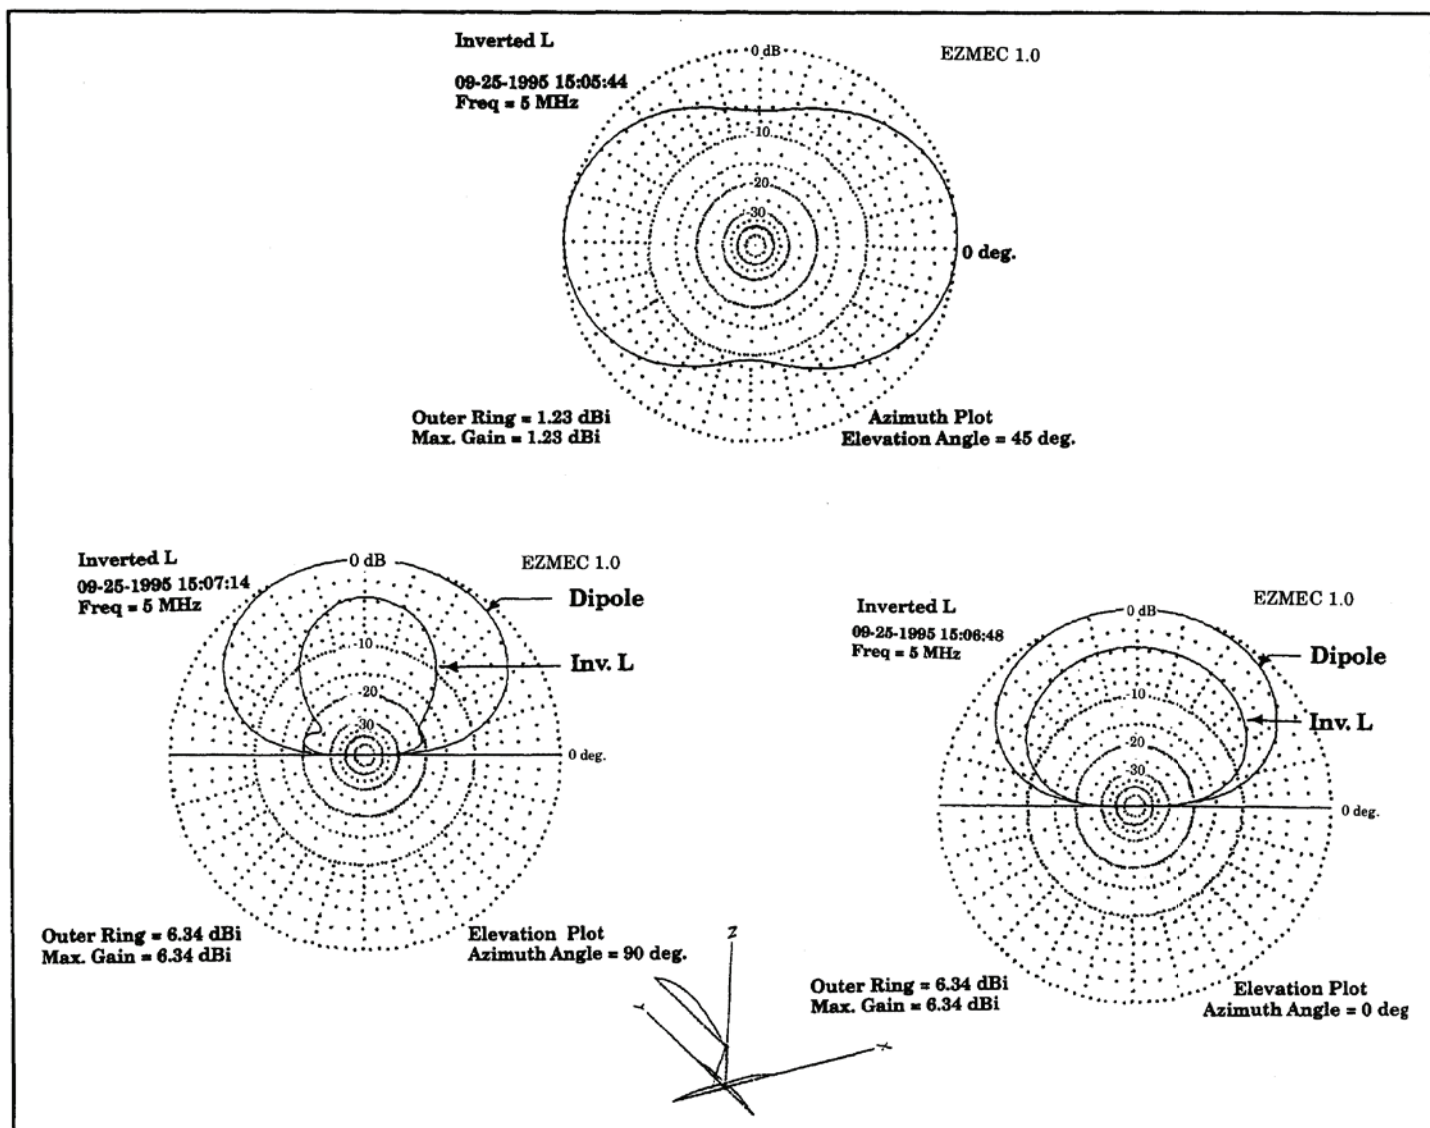 Inverted L
EZMEC 1.0
09-25-1995 15:05:44
Freq = 5 MHz
0 dB
-10
-20
-30
0 deg.
Outer Ring = 1.23 dBi
Max. Gain = 1.23 dBi
Azimuth Plot
Elevation Angle = 45 deg.
Inverted L
EZMEC 1.0
09-25-1995 15:07:14
Freq = 5 MHz
0 dB
Dipole
-10
Inv. L
-20
-30
0 deg.
Outer Ring = 6.34 dBi
Max. Gain = 6.34 dBi
Elevation Plot
Azimuth Angle = 90 deg.
Inverted L
EZMEC 1.0
09-25-1995 15:06:48
Freq = 5 MHz
0 dB
Dipole
-10
Inv. L
-20
-30
0 deg.
Outer Ring = 6.34 dBi
Max. Gain = 6.34 dBi
Elevation Plot
Azimuth Angle = 0 deg
Z
Y
X